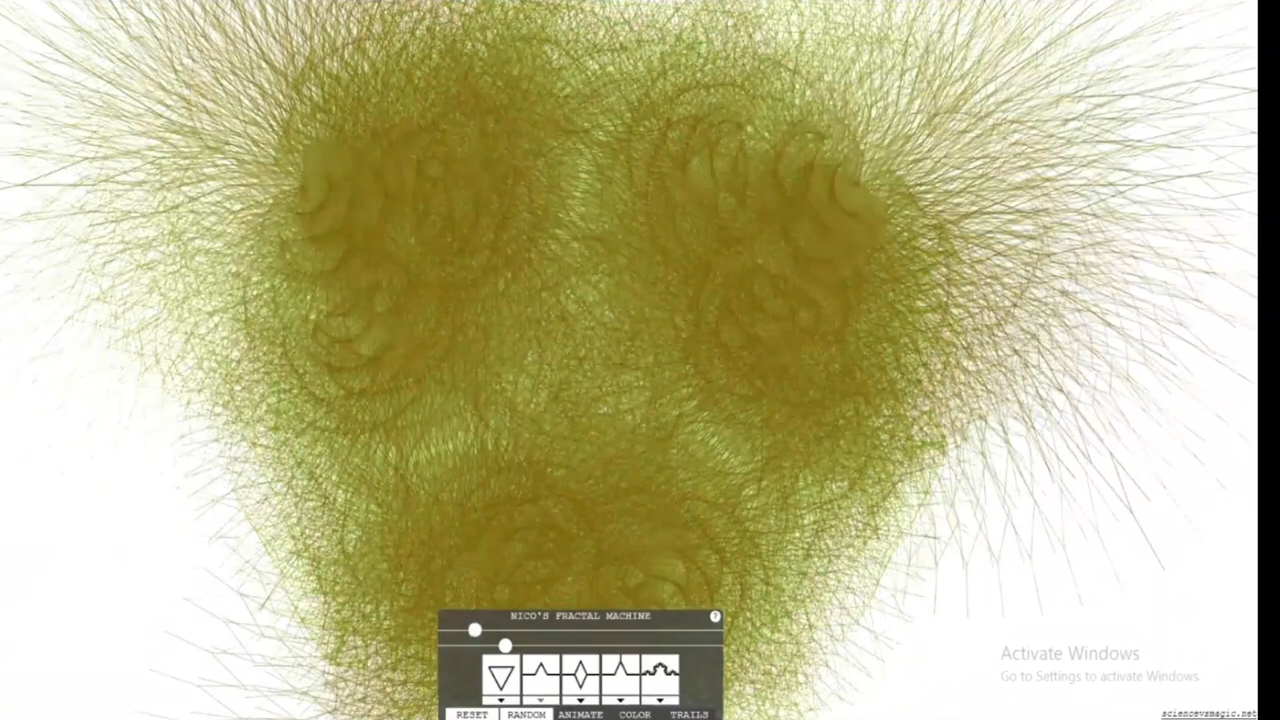 NICO'S FRACTAL MACHINE ?
RESET RANDOM ANIMATE COLOR TRAILS
Activate Windows
Go to Settings to activate Windows.
sciencevsmagic.net